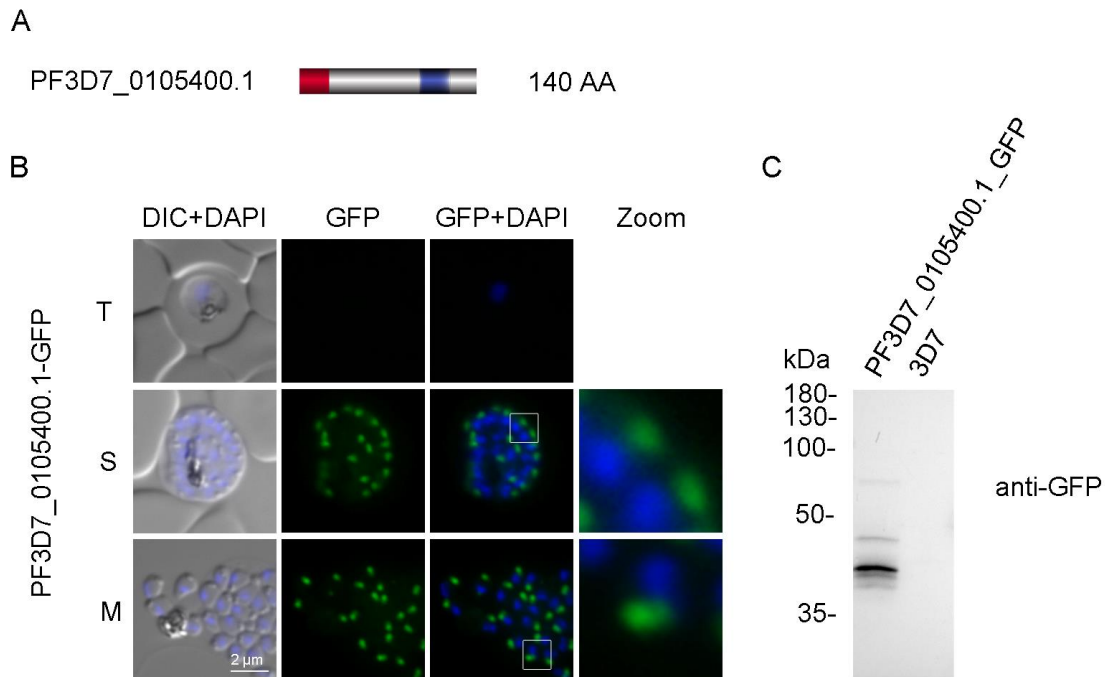 A
PF3D7_0105400.1 140 AA
B
DIC+DAPI GFP GFP+DAPI Zoom
PF3D7_0105400.1-GFP
T
S
M
2 µm
C
PF3D7_0105400.1_GFP
3D7
kDa
180-
130-
100-
50-
35-
anti-GFP